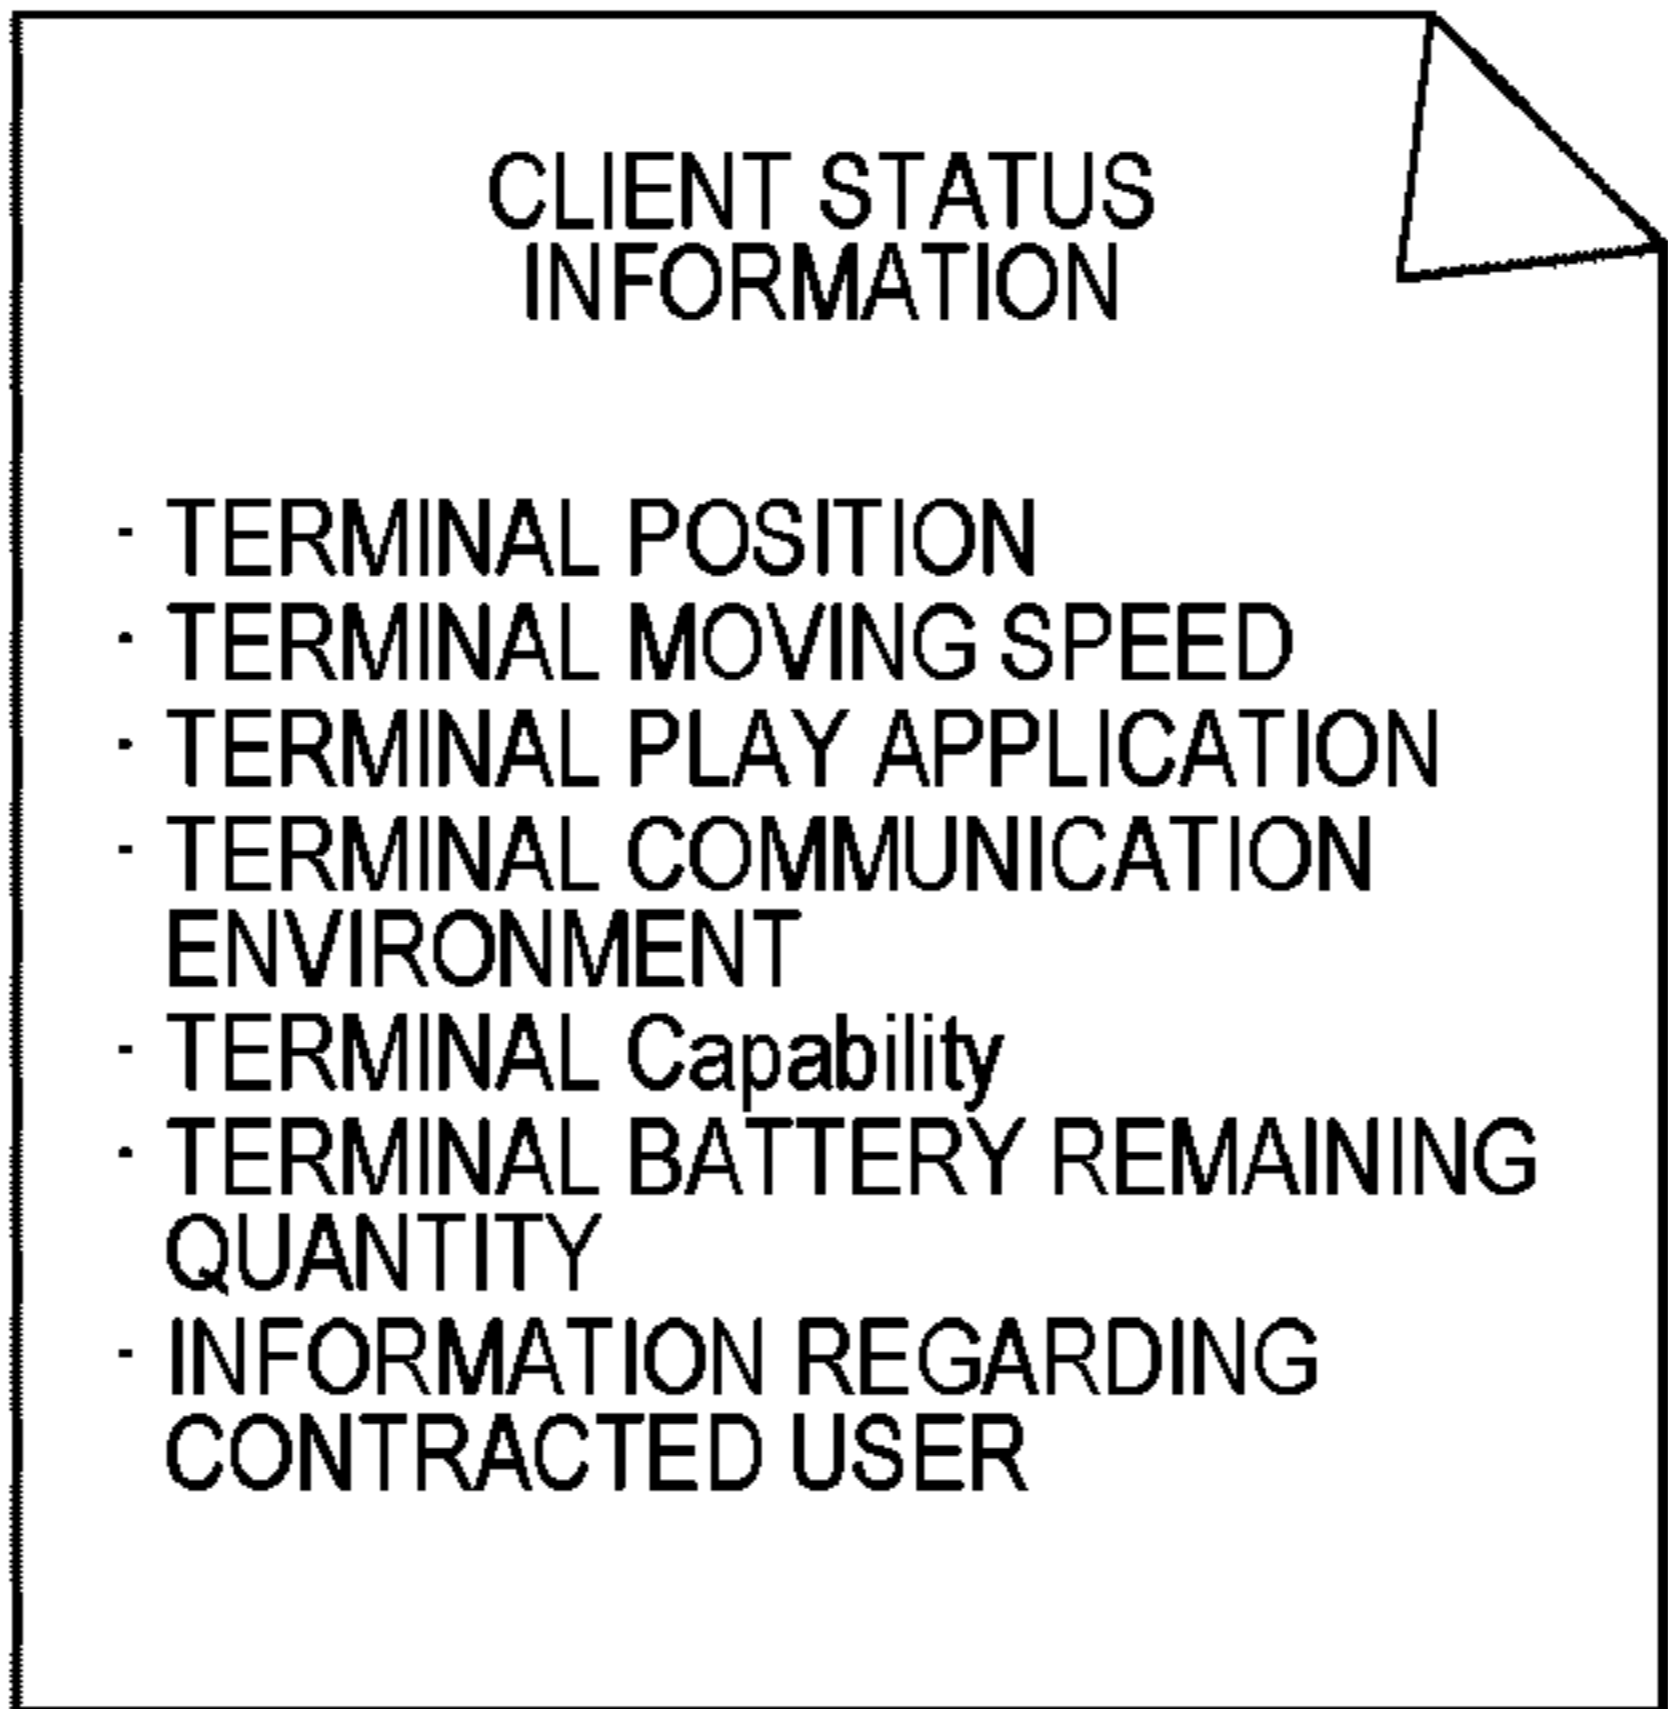 CLIENT STATUS
INFORMATION
· TERMINAL POSITION
· TERMINAL MOVING SPEED
· TERMINAL PLAY APPLICATION
· TERMINAL COMMUNICATION
ENVIRONMENT
· TERMINAL Capability
· TERMINAL BATTERY REMAINING
QUANTITY
· INFORMATION REGARDING
CONTRACTED USER